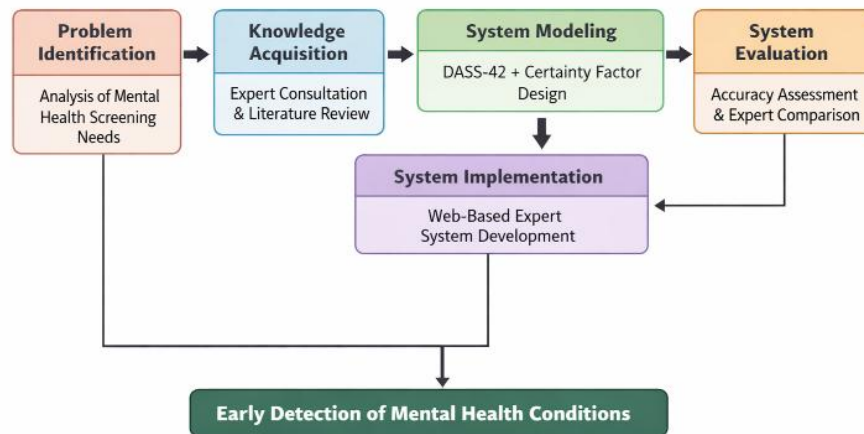 Problem
Identification
Analysis of Mental
Health Screening
Needs
Knowledge
Acquisition
Expert Consultation
& Literature Review
System Modeling
DASS-42 + Certainty Factor
Design
System
Evaluation
Accuracy Assessment
& Expert Comparison
System Implementation
Web-Based Expert
System Development
Early Detection of Mental Health Conditions